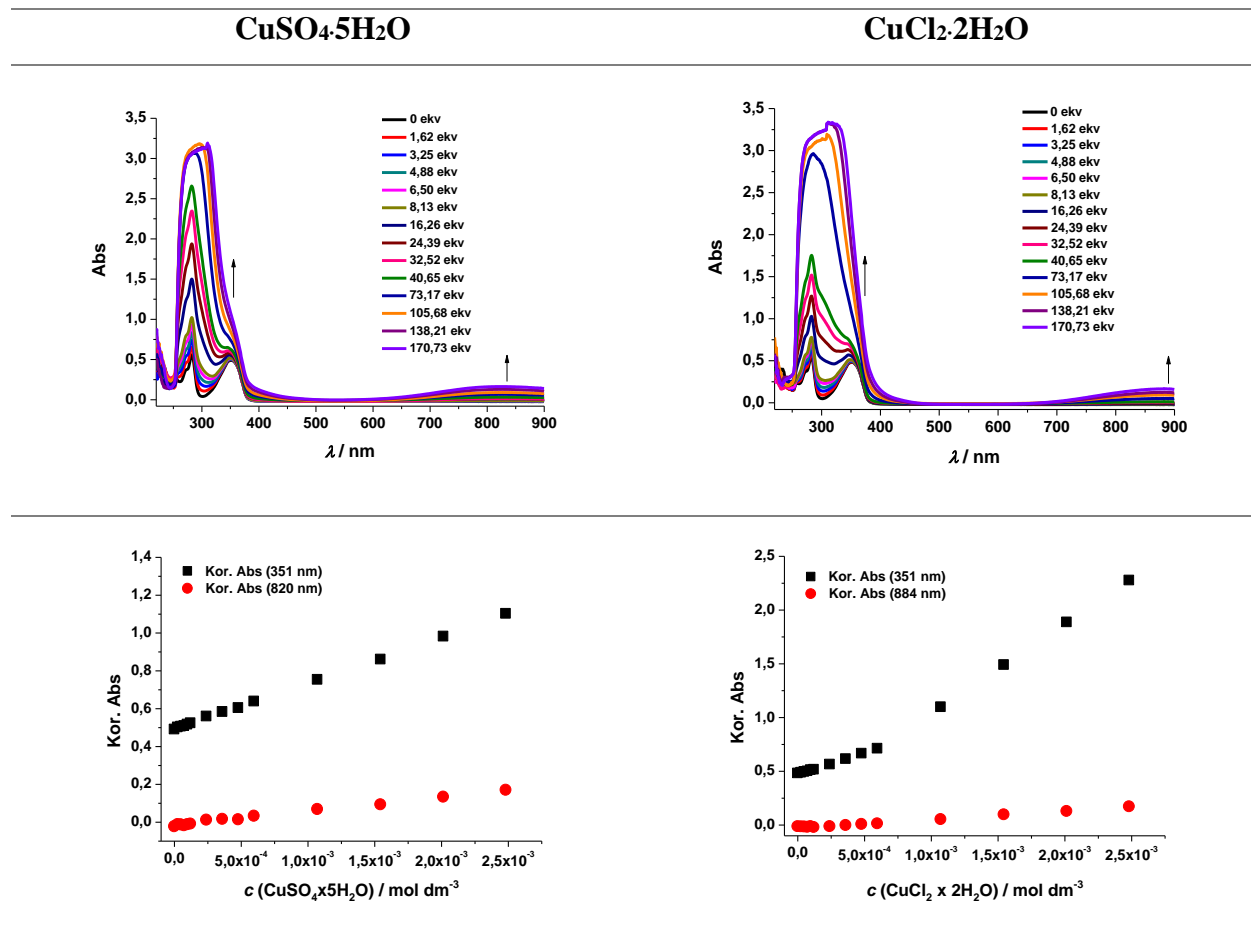 CuSO4·5H2O
CuCl2·2H2O
3,5
3,0
2,5
2,0
1,5
1,0
0,5
0,0
Abs
300
400
500
600
700
800
900
λ / nm
0 ekv
1,62 ekv
3,25 ekv
4,88 ekv
6,50 ekv
8,13 ekv
16,26 ekv
24,39 ekv
32,52 ekv
40,65 ekv
73,17 ekv
105,68 ekv
138,21 ekv
170,73 ekv
3,5
3,0
2,5
2,0
1,5
1,0
0,5
0,0
Abs
300
400
500
600
700
800
900
λ / nm
0 ekv
1,62 ekv
3,25 ekv
4,88 ekv
6,50 ekv
8,13 ekv
16,26 ekv
24,39 ekv
32,52 ekv
40,65 ekv
73,17 ekv
105,68 ekv
138,21 ekv
170,73 ekv
1,4
1,2
1,0
0,8
0,6
0,4
0,2
0,0
Kor. Abs
Kor. Abs (351 nm)
Kor. Abs (820 nm)
0,0
5,0x10-4
1,0x10-3
1,5x10-3
2,0x10-3
2,5x10-3
c (CuSO4x5H2O) / mol dm-3
2,5
2,0
1,5
1,0
0,5
0,0
Kor. Abs
Kor. Abs (351 nm)
Kor. Abs (884 nm)
0,0
5,0x10-4
1,0x10-3
1,5x10-3
2,0x10-3
2,5x10-3
c (CuCl2 x 2H2O) / mol dm-3